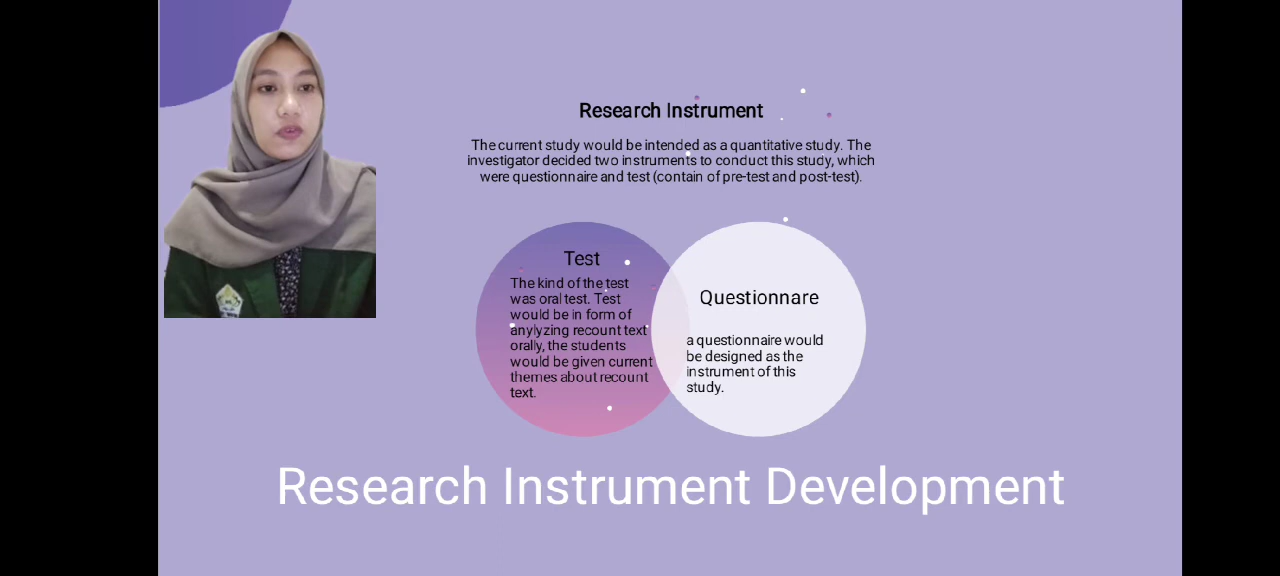 Research Instrument
The current study would be intended as a quantitative study. The
investigator decided two instruments to conduct this study, which
were questionnaire and test (contain of pre-test and post-test).
Test
The kind of the test
was oral test. Test
would be in form of
anylyzing recount text
orally, the students
would be given current
themes about recount
text.
Questionnare
a questionnaire would
be designed as the
instrument of this
study.
Research Instrument Development